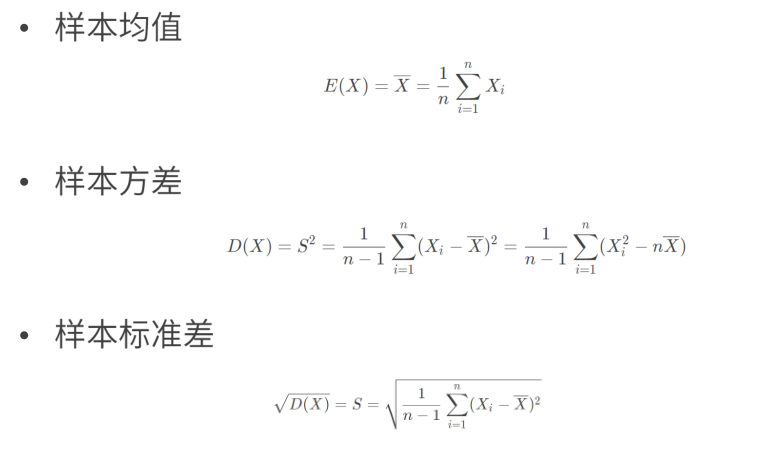 • 样本均值
$E(X) = \overline{X} = \frac{1}{n} \sum_{i=1}^{n} X_i$
• 样本方差
$D(X) = S^2 = \frac{1}{n-1} \sum_{i=1}^{n} (X_i - \overline{X})^2 = \frac{1}{n-1} \sum_{i=1}^{n} (X_i^2 - n\overline{X})$
• 样本标准差
$\sqrt{D(X)} = S = \sqrt{\frac{1}{n-1} \sum_{i=1}^{n} (X_i - \overline{X})^2}$